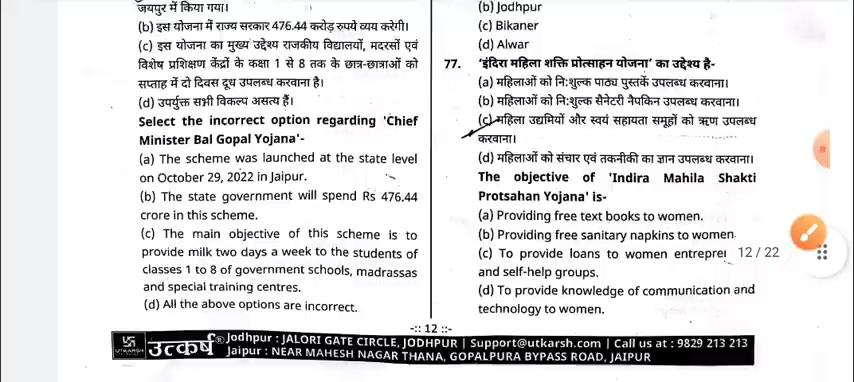 जयपुर में किया गया।
(b) इस योजना में राज्य सरकार 476.44 करोड़ रुपये व्यय करेगी।
(c) इस योजना का मुख्य उद्देश्य राजकीय विद्यालयों, मदरसों एवं
विशेष प्रशिक्षण केंद्रों के कक्षा 1 से 8 तक के छात्र-छात्राओं को
सप्ताह में दो दिवस दूध उपलब्ध करवाना है।
(d) उपर्युक्त सभी विकल्प असत्य हैं।
Select the incorrect option regarding 'Chief
Minister Bal Gopal Yojana'-
(a) The scheme was launched at the state level
on October 29, 2022 in Jaipur.
(b) The state government will spend Rs 476.44
crore in this scheme.
(c) The main objective of this scheme is to
provide milk two days a week to the students of
classes 1 to 8 of government schools, madrassas
and special training centres.
(d) All the above options are incorrect.
(b) Jodhpur
(c) Bikaner
(d) Alwar
77. 'इंदिरा महिला शक्ति प्रोत्साहन योजना' का उद्देश्य है-
(a) महिलाओं को नि:शुल्क पाठ्य पुस्तकें उपलब्ध करवाना।
(b) महिलाओं को नि:शुल्क सैनेटरी नैपकिन उपलब्ध करवाना।
(c) महिला उद्यमियों और स्वयं सहायता समूहों को ऋण उपलब्ध
करवाना।
(d) महिलाओं को संचार एवं तकनीकी का ज्ञान उपलब्ध करवाना।
The objective of 'Indira Mahila Shakti
Protsahan Yojana' is-
(a) Providing free text books to women.
(b) Providing free sanitary napkins to women.
(c) To provide loans to women entreprei 12 / 22
and self-help groups.
(d) To provide knowledge of communication and
technology to women.
-:: 12 ::-
UTKARSH उत्कर्ष ® Jodhpur : JALORI GATE CIRCLE, JODHPUR | Support@utkarsh.com | Call us at : 9829 213 213
Jaipur : NEAR MAHESH NAGAR THANA, GOPALPURA BYPASS ROAD, JAIPUR